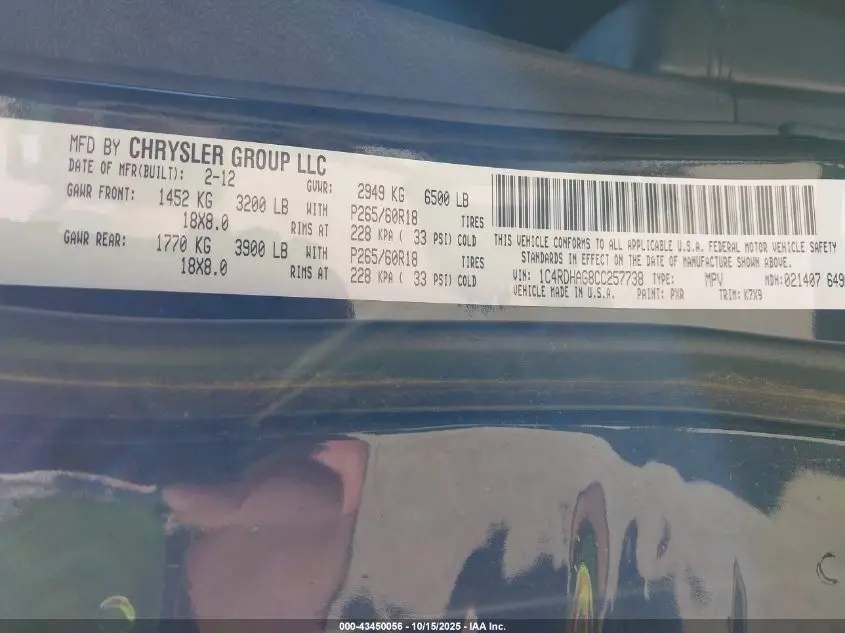 MFD BY CHRYSLER GROUP LLC
DATE OF MFR(BUILT): 2-12 GVWR: 2949 KG 6500 LB
GAWR FRONT: 1452 KG 3200 LB WITH P265/60R18 TIRES
18X8.0 RIMS AT 228 KPA ( 33 PSI) COLD
GAWR REAR: 1770 KG 3900 LB WITH P265/60R18 TIRES
18X8.0 RIMS AT 228 KPA ( 33 PSI) COLD
THIS VEHICLE CONFORMS TO ALL APPLICABLE U.S.A. FEDERAL MOTOR VEHICLE SAFETY
STANDARDS IN EFFECT ON THE DATE OF MANUFACTURE SHOWN ABOVE.
VIN: 1C4RDHAG8CC257738 TYPE: MPV MDH:021407 649
VEHICLE MADE IN U.S.A. PAINT: PXR TRIM: K7X9
000-43450056 - 10/15/2025 - IAA Inc.